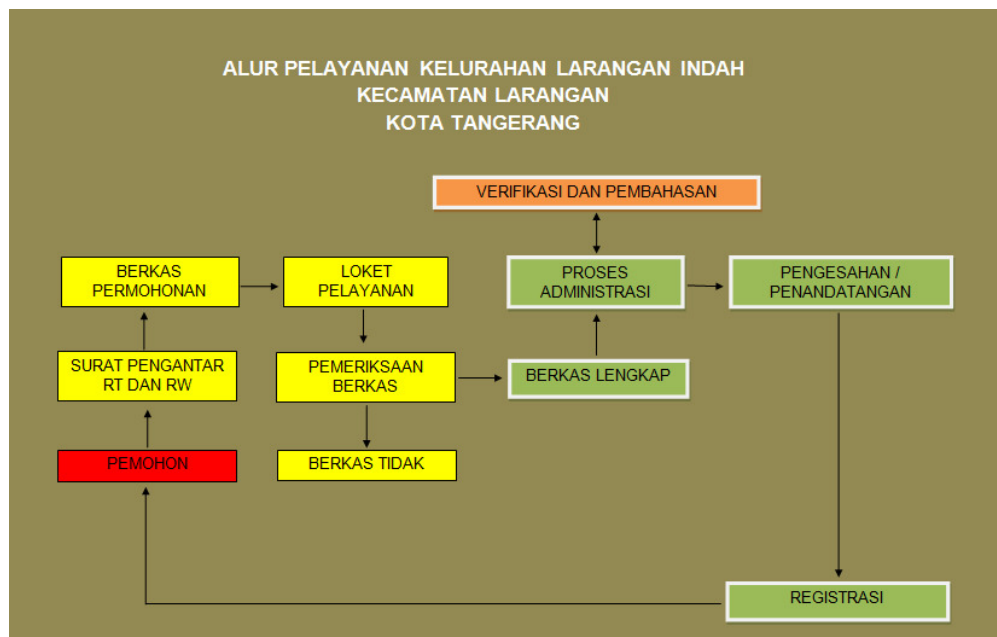 ALUR PELAYANAN KELURAHAN LARANGAN INDAH
KECAMATAN LARANGAN
KOTA TANGERANG
VERIFIKASI DAN PEMBAHASAN
BERKAS
PERMOHONAN
LOKET
PELAYANAN
PROSES
ADMINISTRASI
PENGESAHAN /
PENANDATANGAN
SURAT PENGANTAR
RT DAN RW
PEMERIKSAAN
BERKAS
BERKAS LENGKAP
PEMOHON
BERKAS TIDAK
REGISTRASI